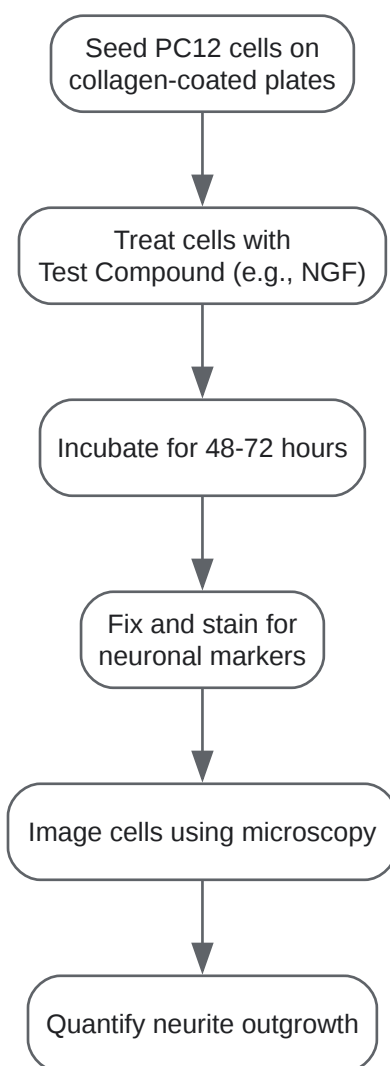 Seed PC12 cells on
collagen-coated plates
Treat cells with
Test Compound (e.g., NGF)
Incubate for 48-72 hours
Fix and stain for
neuronal markers
Image cells using microscopy
Quantify neurite outgrowth